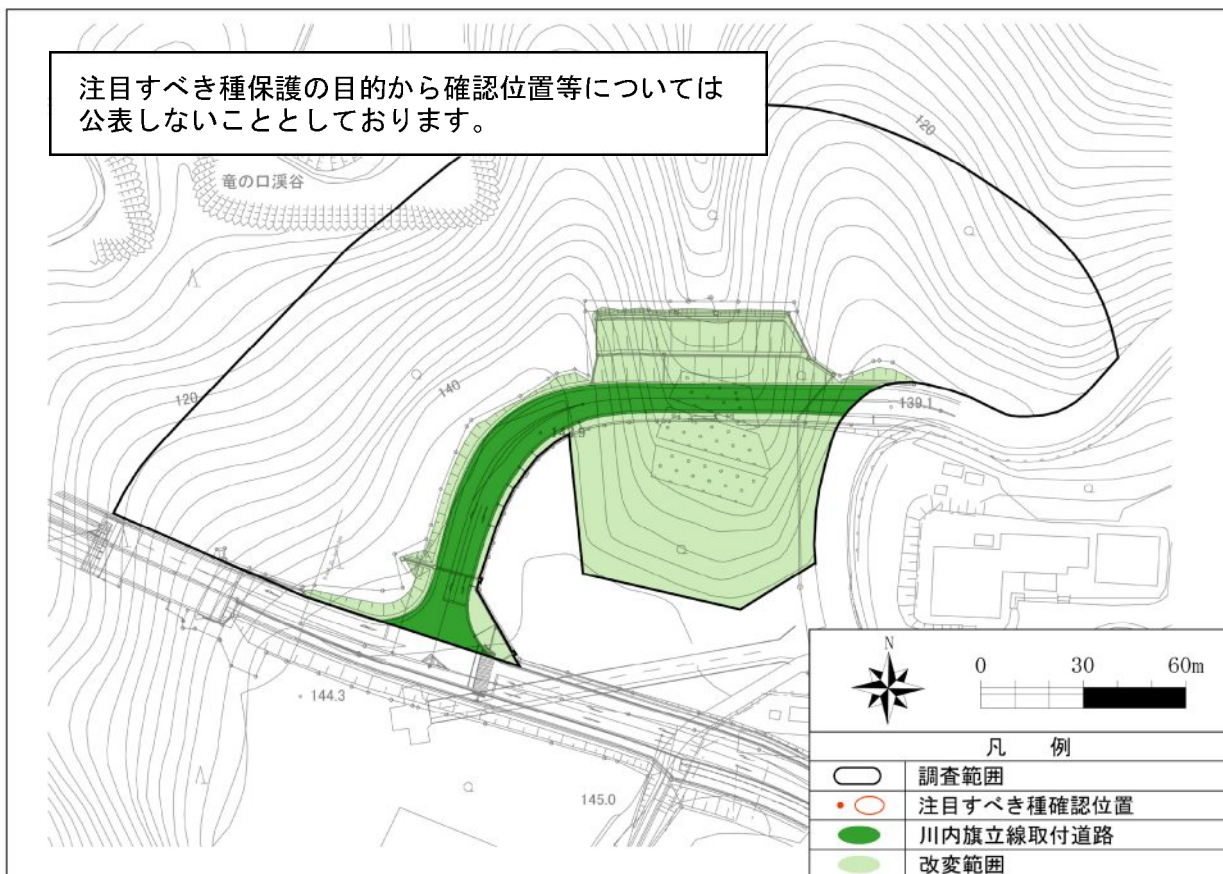 注目すべき種保護の目的から確認位置等については
公表しないこととしております。
120
竜の口渓谷
140
120
139.1
144.3
145.0
N
0 30 60m
凡 例
調査範囲
注目すべき種確認位置
川内旗立線取付道路
改変範囲